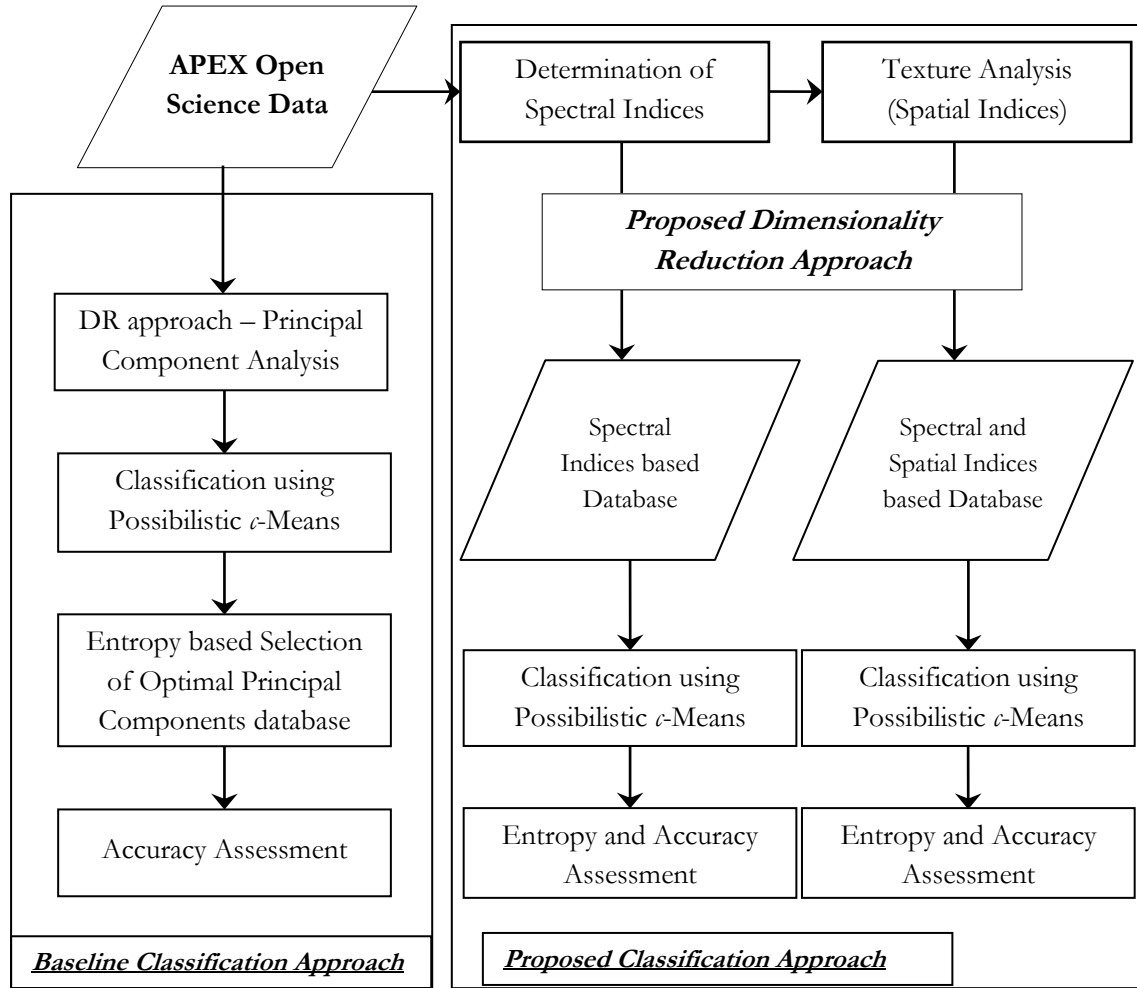 APEX Open
Science Data
Determination of
Spectral Indices
Texture Analysis
(Spatial Indices)
Proposed Dimensionality
Reduction Approach
DR approach – Principal
Component Analysis
Classification using
Possibilistic c-Means
Entropy based Selection
of Optimal Principal
Components database
Accuracy Assessment
Baseline Classification Approach
Spectral
Indices based
Database
Spectral and
Spatial Indices
based Database
Classification using
Possibilistic c-Means
Classification using
Possibilistic c-Means
Entropy and Accuracy
Assessment
Entropy and Accuracy
Assessment
Proposed Classification Approach